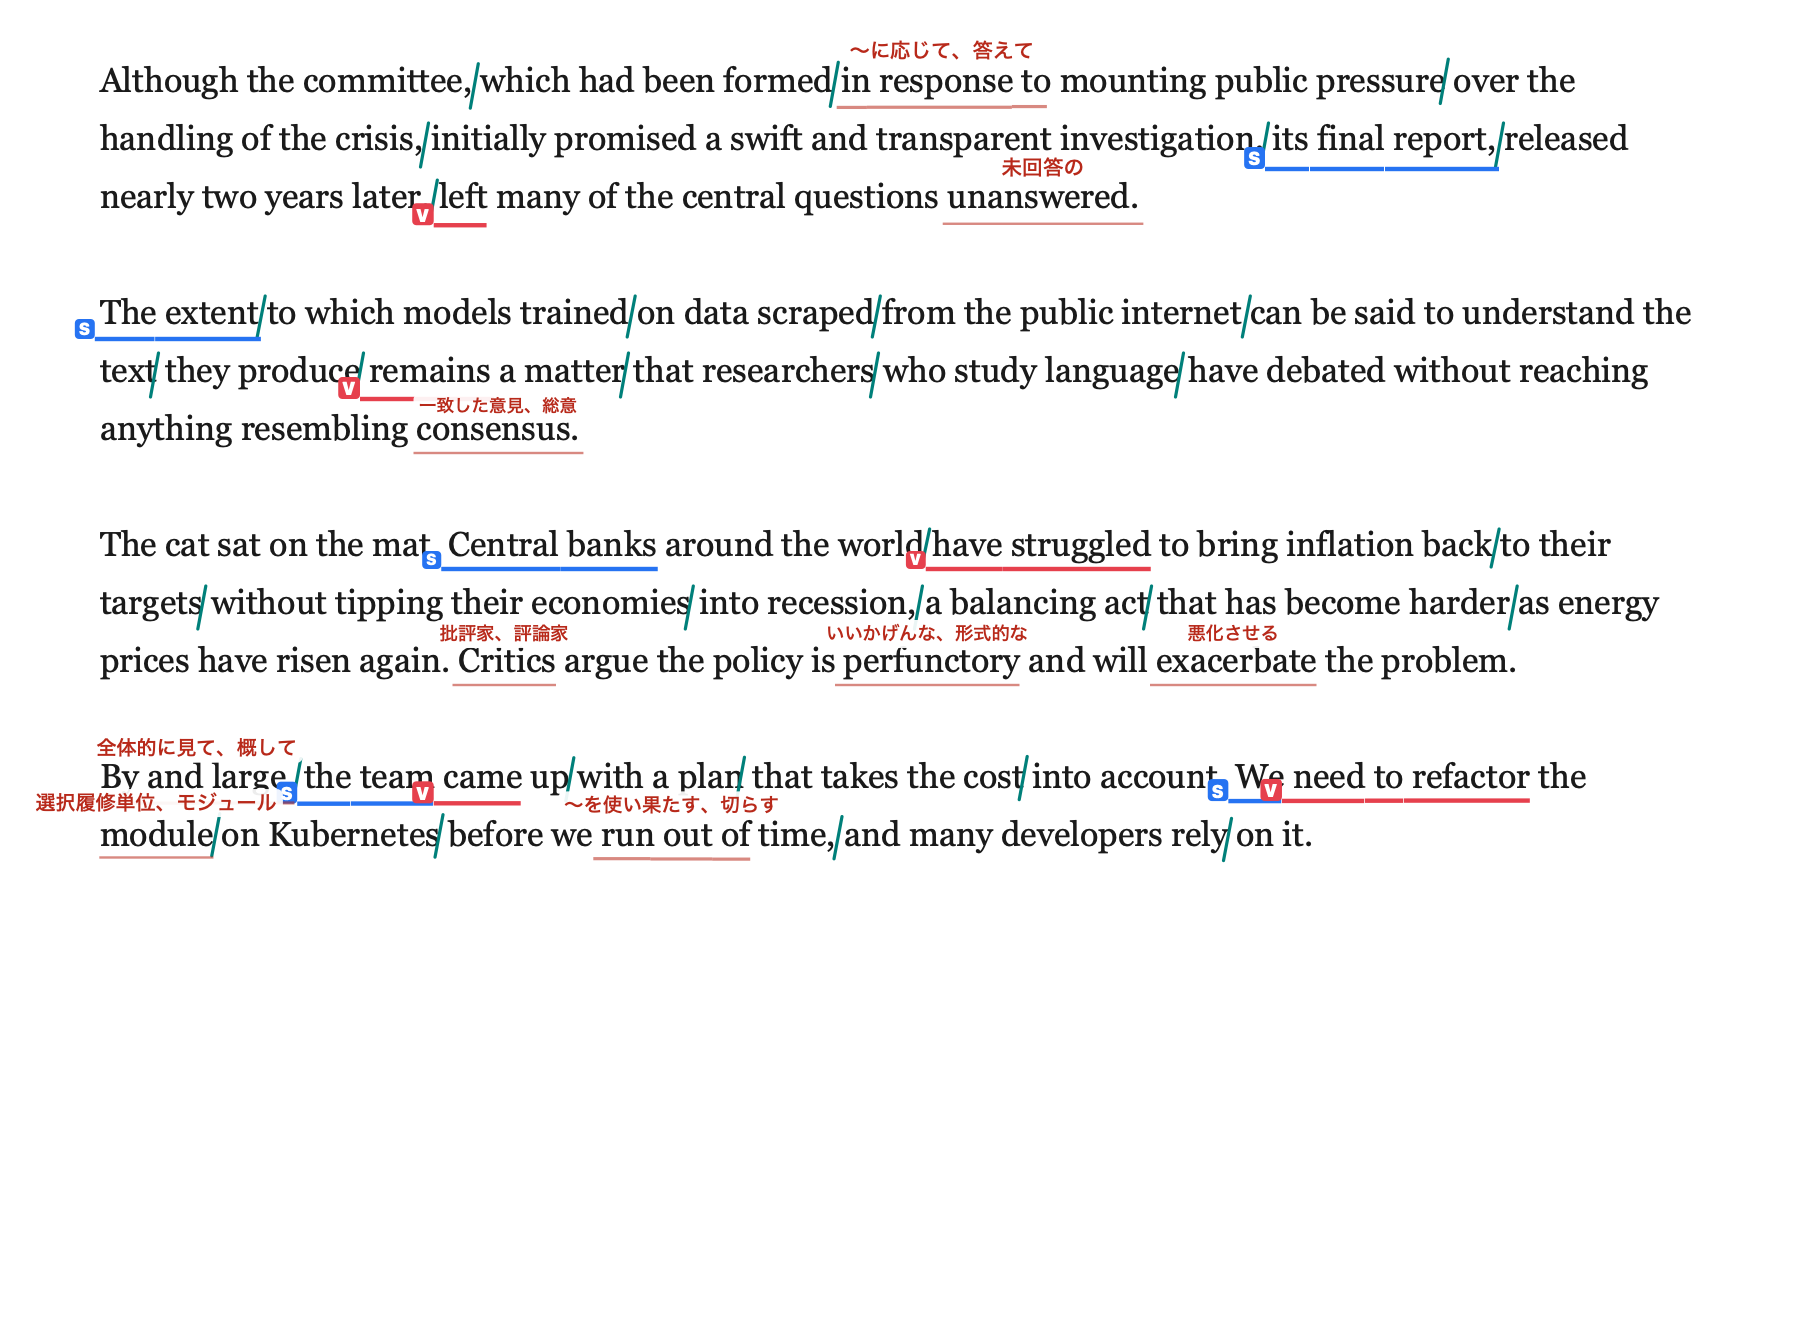 〜に応じて、答えて
Although the committee, which had been formed in response to mounting public pressure over the
handling of the crisis, initially promised a swift and transparent investigation, its final report, released
S
未回答の
nearly two years later, left many of the central questions unanswered.
V
The extent to which models trained on data scraped from the public internet can be said to understand the
S
text they produce remains a matter that researchers who study language have debated without reaching
V
一致した意見、総意
anything resembling consensus.
The cat sat on the mat. Central banks around the world have struggled to bring inflation back to their
S V
targets without tipping their economies into recession, a balancing act that has become harder as energy
批評家、評論家 いいかげんな、形式的な 悪化させる
prices have risen again. Critics argue the policy is perfunctory and will exacerbate the problem.
全体的に見て、概して
By and large, the team came up with a plan that takes the cost into account. We need to refactor the
S V S V
選択履修単位、モジュール 〜を使い果たす、切らす
module on Kubernetes before we run out of time, and many developers rely on it.